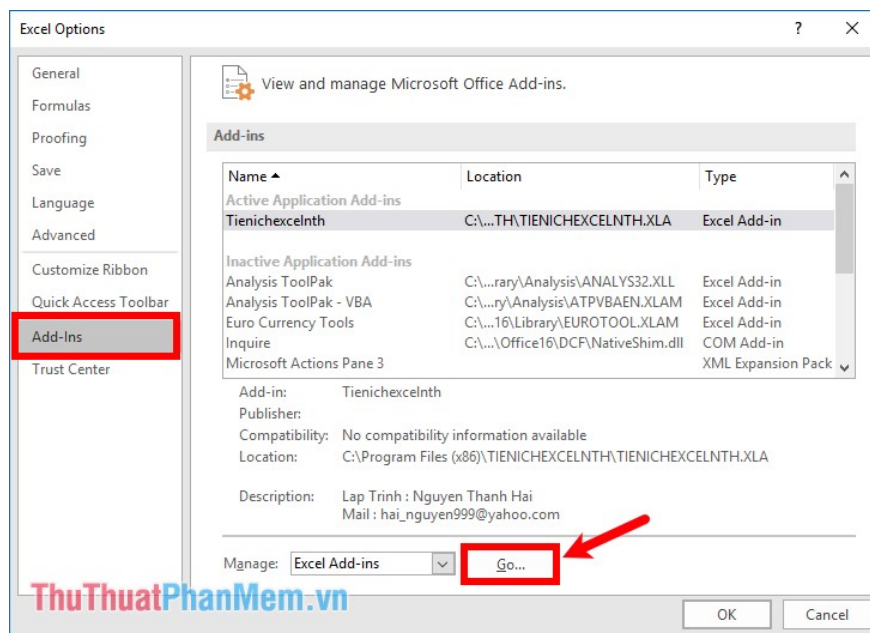 Excel Options
General
Formulas
Proofing
Save
Language
Advanced
Customize Ribbon
Quick Access Toolbar
Add-Ins
Trust Center
View and manage Microsoft Office Add-ins.
Add-ins
Name Location Type
Active Application Add-ins
Tienichexcelnth C:\...TH\TIENICHEXCELNTH.XLA Excel Add-in
Inactive Application Add-ins
Analysis ToolPak C:\...rary\Analysis\ANALYS32.XLL Excel Add-in
Analysis ToolPak - VBA C:\...ry\Analysis\ATPVBAEN.XLAM Excel Add-in
Euro Currency Tools C:\...16\Library\EUROTOOL.XLAM Excel Add-in
Inquire C:\...\Office16\DCF\NativeShim.dll COM Add-in
Microsoft Actions Pane 3 XML Expansion Pack
Add-in: Tienichexcelnth
Publisher:
Compatibility: No compatibility information available
Location: C:\Program Files (x86)\TIENICHEXCELNTH\TIENICHEXCELNTH.XLA
Description: Lap Trinh : Nguyen Thanh Hai
Mail : hai_nguyen999@yahoo.com
Manage: Excel Add-ins Go...
ThuThuatPhanMem.vn
OK Cancel